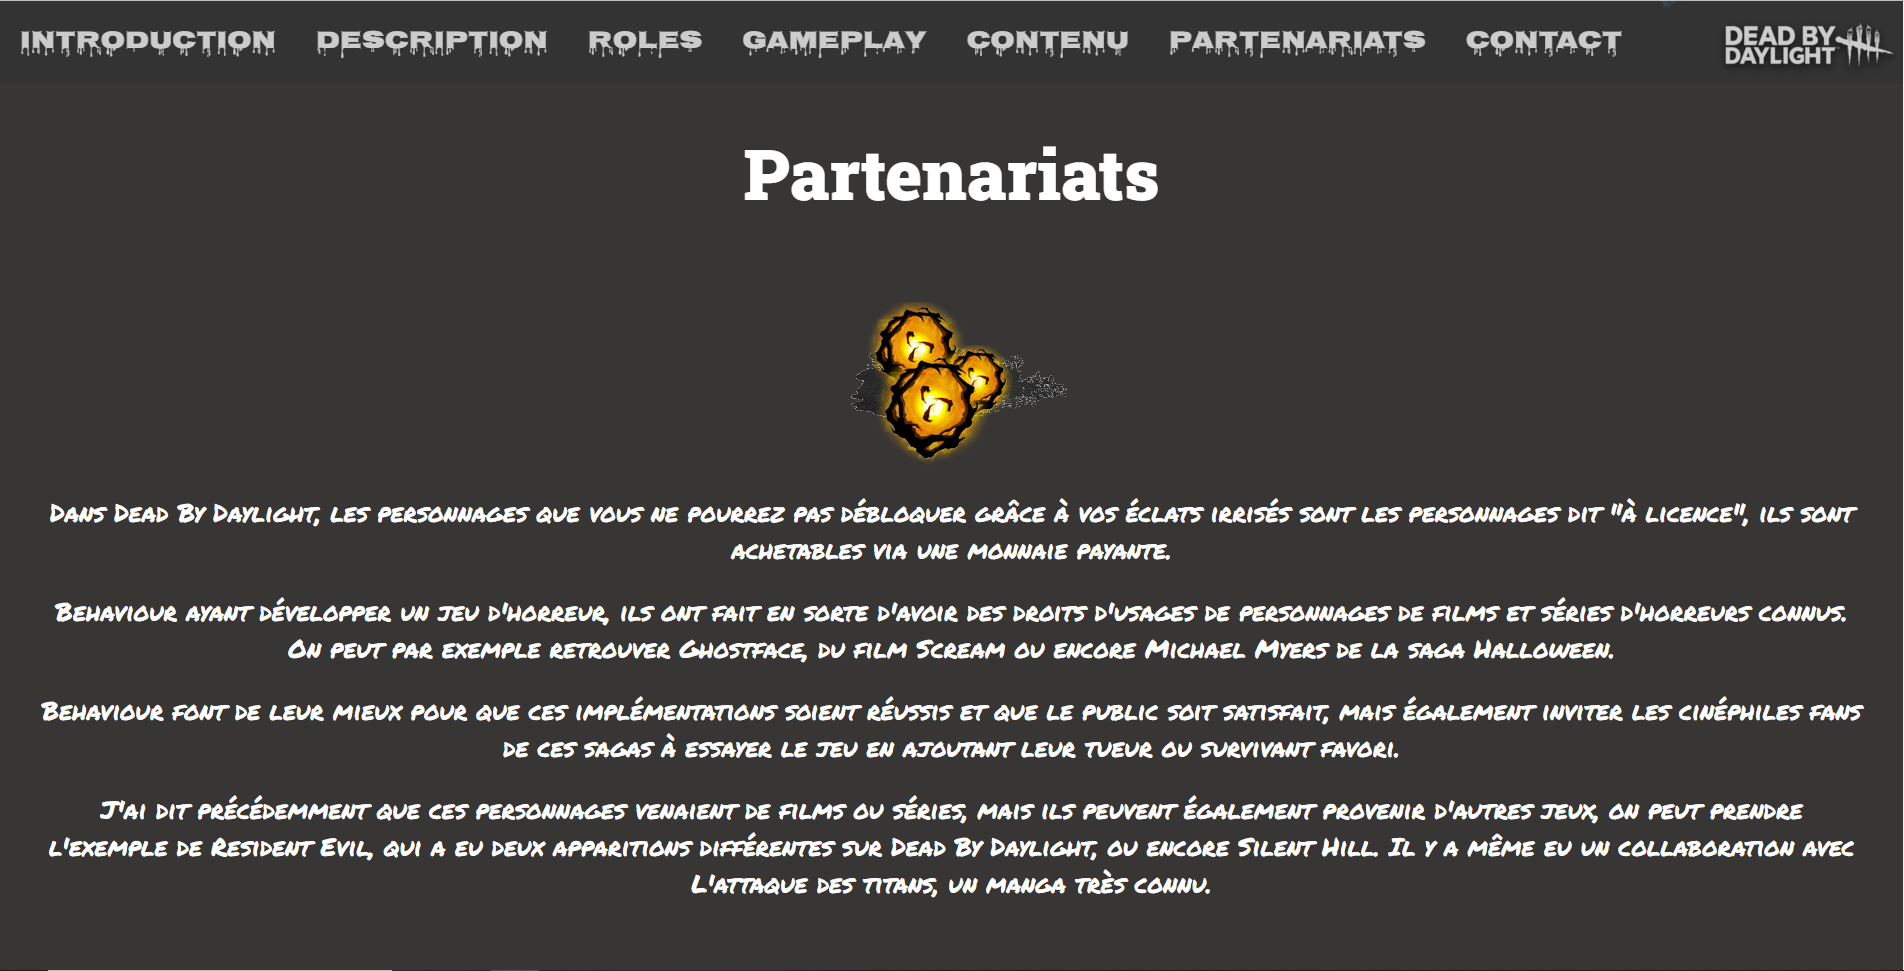 INTRODUCTION DESCRIPTION ROLES GAMEPLAY CONTENU PARTENARIATS CONTACT
DEAD BY
DAYLIGHT
Partenariats
Dans Dead By Daylight, les personnages que vous ne pourrez pas débloquer grâce à vos éclats irrisés sont les personnages dit "à licence", ils sont
achetables via une monnaie payante.
Behaviour ayant développer un jeu d'horreur, ils ont fait en sorte d'avoir des droits d'usages de personnages de films et séries d'horreurs connus.
On peut par exemple retrouver Ghostface, du film Scream ou encore Michael Myers de la saga Halloween.
Behaviour font de leur mieux pour que ces implémentations soient réussis et que le public soit satisfait, mais également inviter les cinéphiles fans
de ces sagas à essayer le jeu en ajoutant leur tueur ou survivant favori.
J'ai dit précédemment que ces personnages venaient de films ou séries, mais ils peuvent également provenir d'autres jeux, on peut prendre
l'exemple de Resident Evil, qui a eu deux apparitions différentes sur Dead By Daylight, ou encore Silent Hill. Il y a même eu un collaboration avec
L'attaque des titans, un manga très connu.